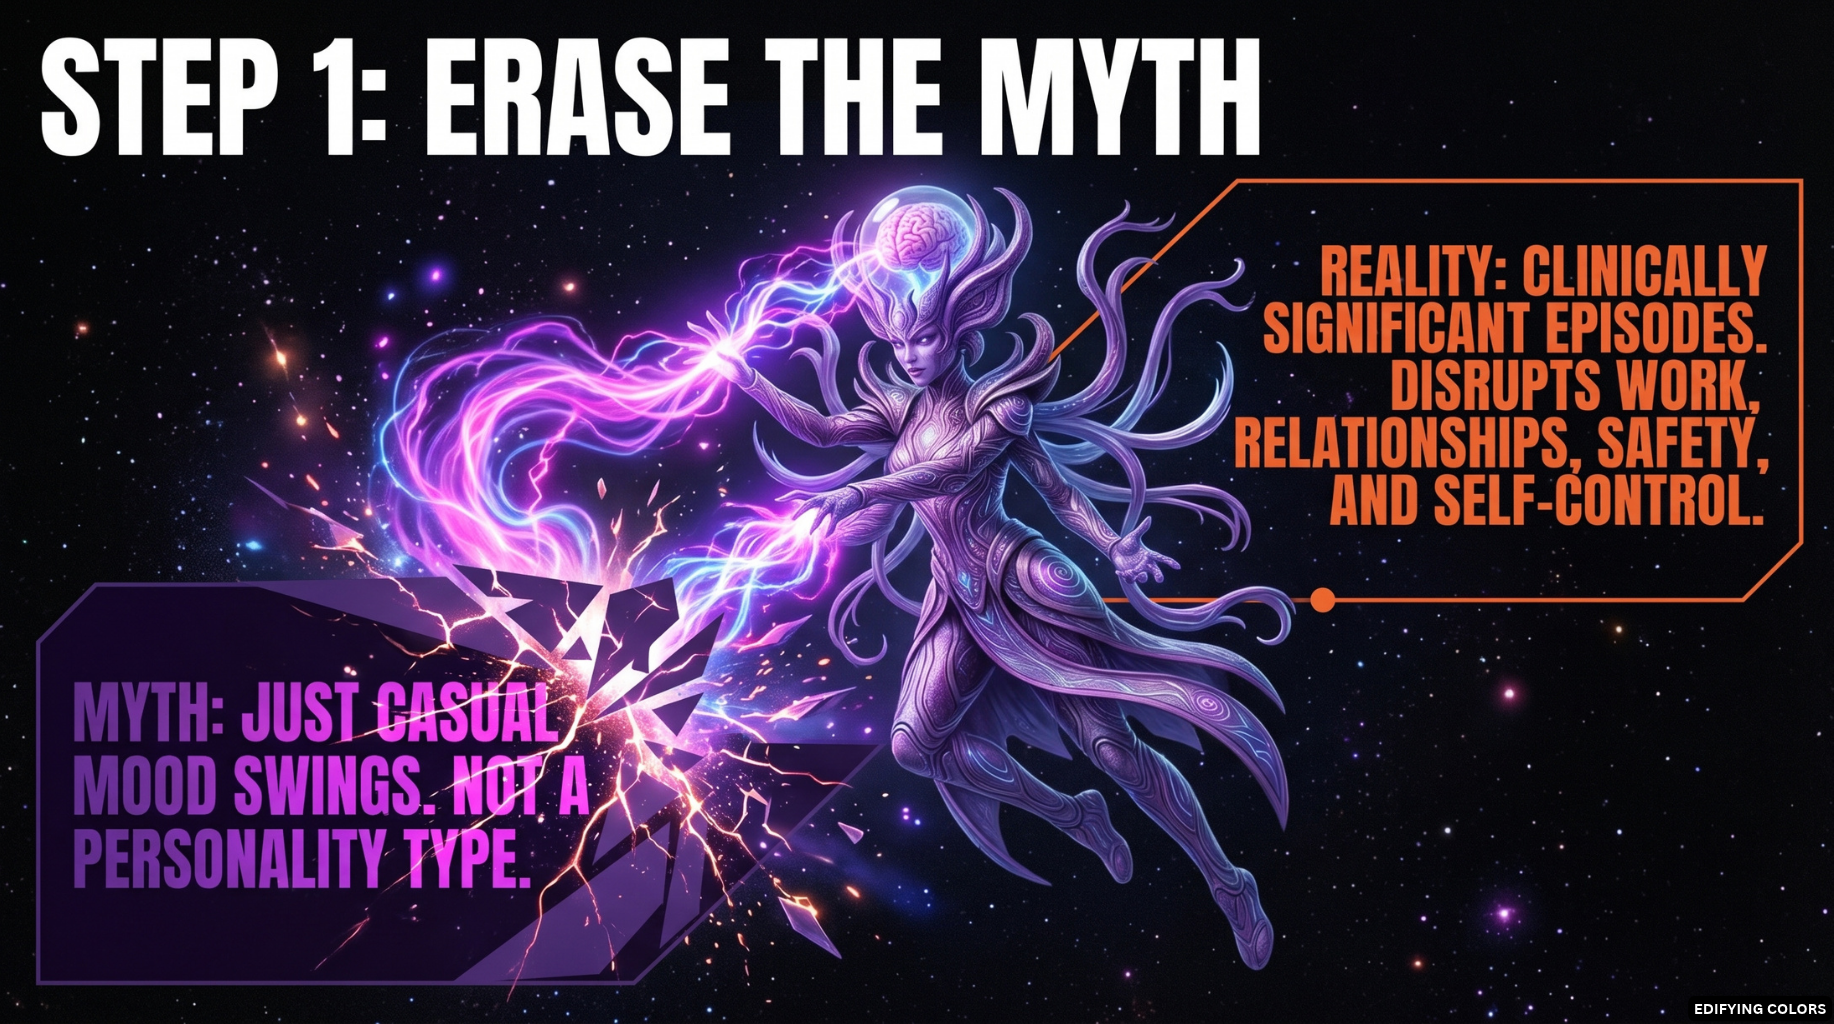 STEP 1: ERASE THE MYTH
REALITY: CLINICALLY
SIGNIFICANT EPISODES.
DISRUPTS WORK,
RELATIONSHIPS, SAFETY,
AND SELF-CONTROL.
MYTH: JUST CASUAL
MOOD SWINGS. NOT A
PERSONALITY TYPE.
EDIFYING COLORS